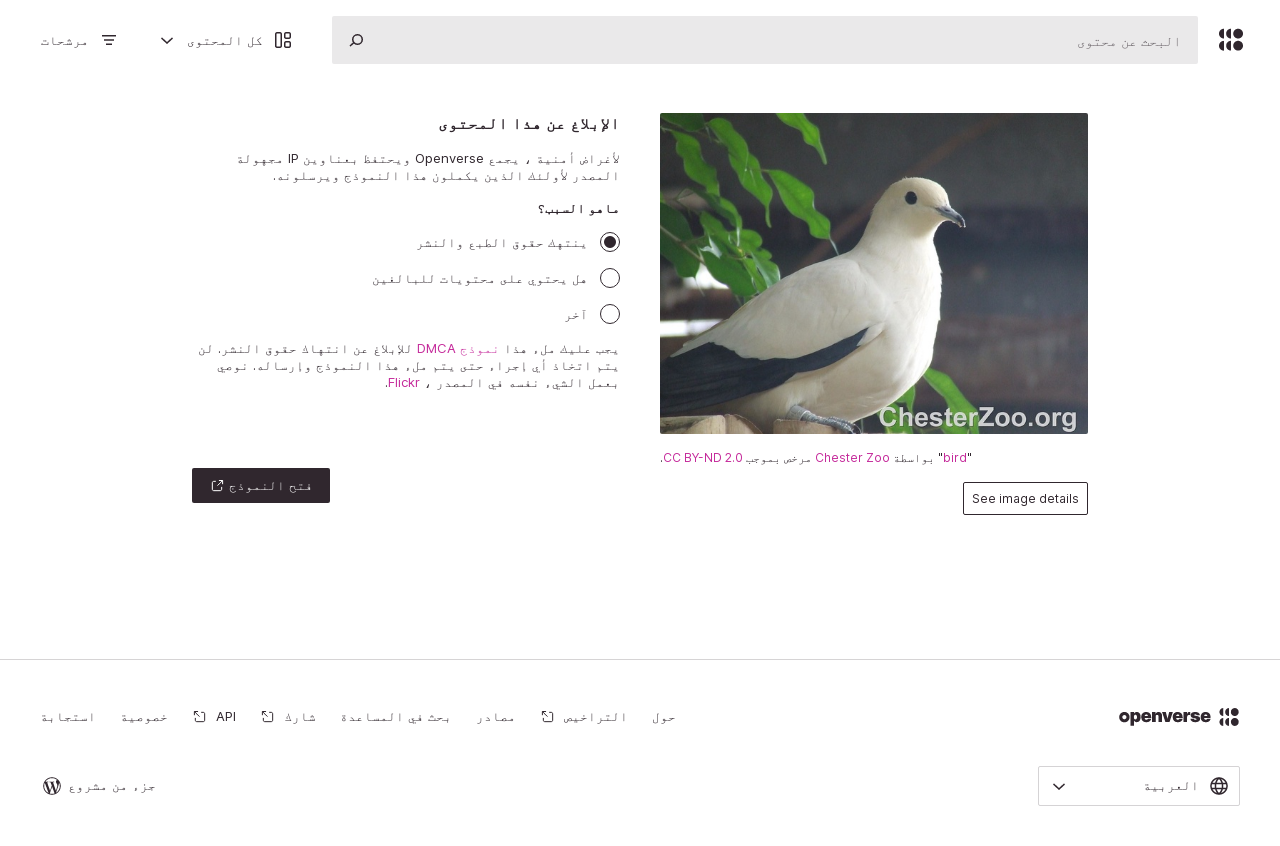 البحث عن محتوى
كل المحتوى
مرشحات
الإبلاغ عن هذا المحتوى
لأغراض أمنية ، يجمع Openverse ويحتفظ بعناوين IP مجهولة
المصدر لأولئك الذين يكملون هذا النموذج ويرسلونه.
ماهو السبب؟
ينتهك حقوق الطبع والنشر
هل يحتوي على محتويات للبالغين
آخر
يجب عليك ملء هذا نموذج DMCA للإبلاغ عن انتهاك حقوق النشر. لن
يتم اتخاذ أي إجراء حتى يتم ملء هذا النموذج وإرساله. نوصي
بعمل الشيء نفسه في المصدر ، Flickr.
فتح النموذج
ChesterZoo.org
"bird" بواسطة Chester Zoo مرخص بموجب CC BY-ND 2.0.
See image details
openverse
حول
التراخيص
مصادر
بحث في المساعدة
شارك
API
خصوصية
استجابة
العربية
جزء من مشروع